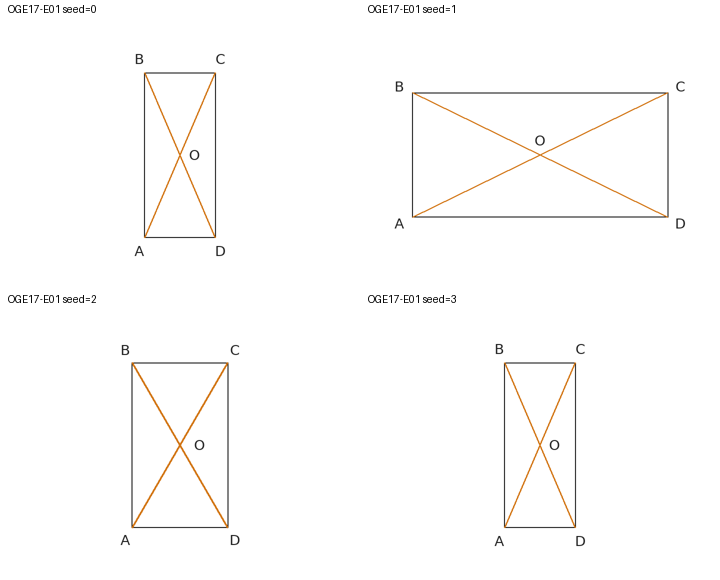 OGE17-E01 seed=0
B C
O
A D
OGE17-E01 seed=1
B C
O
A D
OGE17-E01 seed=2
B C
O
A D
OGE17-E01 seed=3
B C
O
A D